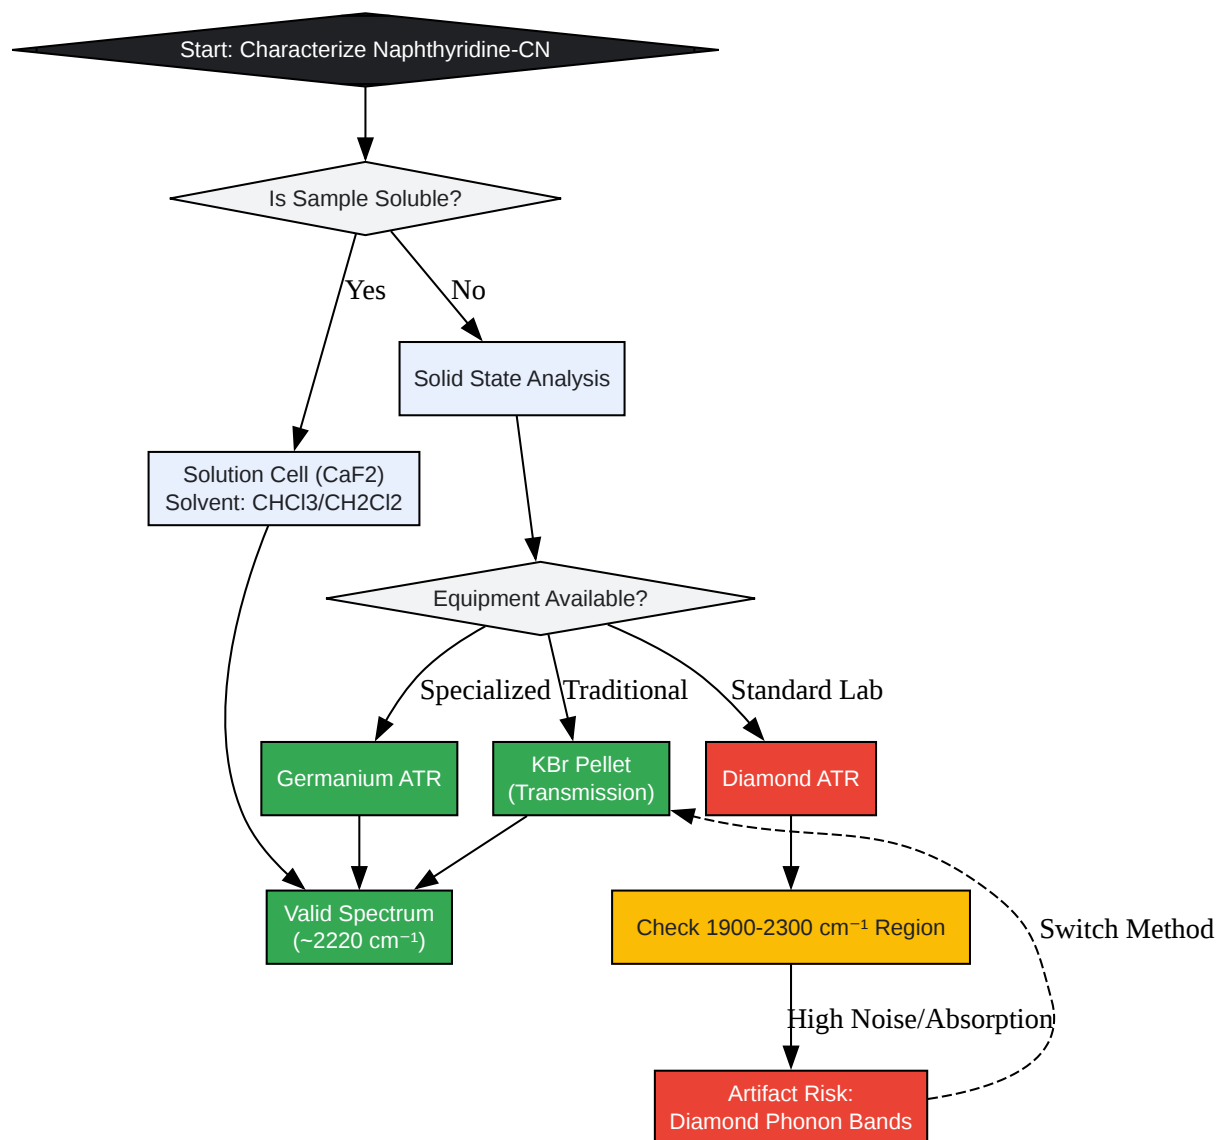 Start: Characterize Naphthyridine-CN
Is Sample Soluble?
Yes
No
Solid State Analysis
Solution Cell (CaF2)
Solvent: CHCl3/CH2Cl2
Equipment Available?
Specialized
Traditional
Standard Lab
Germanium ATR
KBr Pellet
(Transmission)
Diamond ATR
Valid Spectrum
(~2220 cm⁻¹)
Check 1900-2300 cm⁻¹ Region
Switch Method
High Noise/Absorption
Artifact Risk:
Diamond Phonon Bands